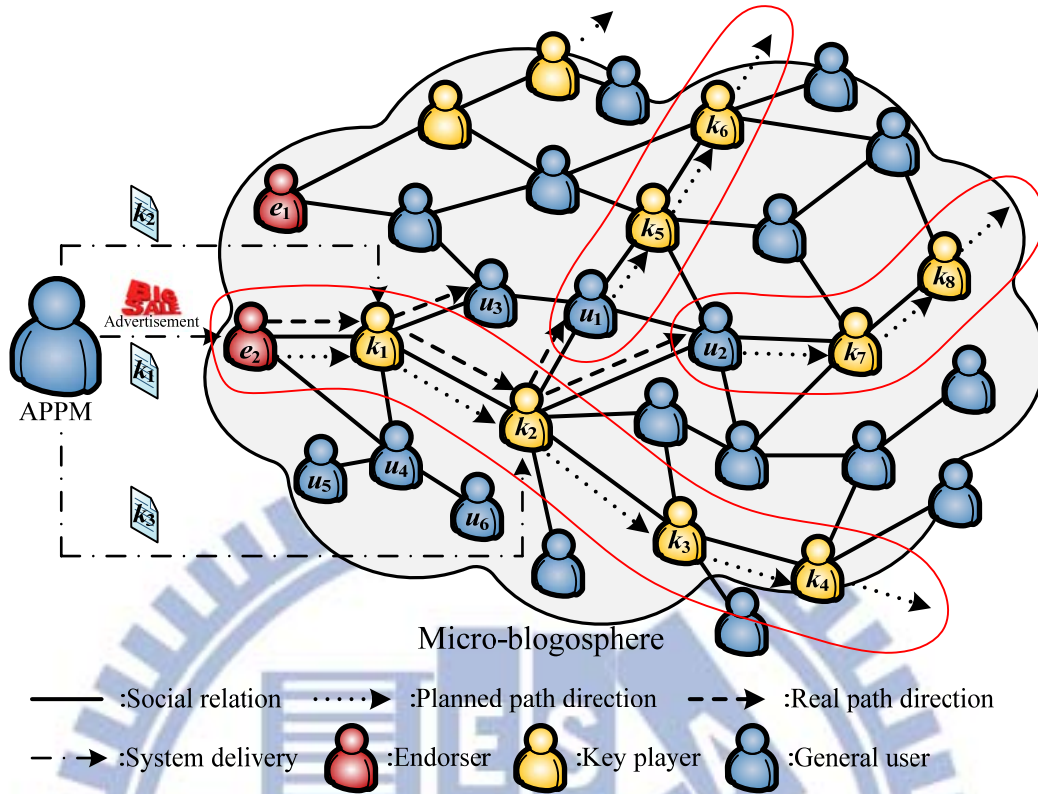 k6
e1
k2
k5
k8
BIG
SALE
Advertisement
u3
u1
e2
k1
u2
k7
k1
APPM
k2
u5
u4
k3
u6
k3
k4
Micro-blogosphere
:Social relation
:Planned path direction
:Real path direction
ES
:System delivery
:Endorser
:Key player
:General user